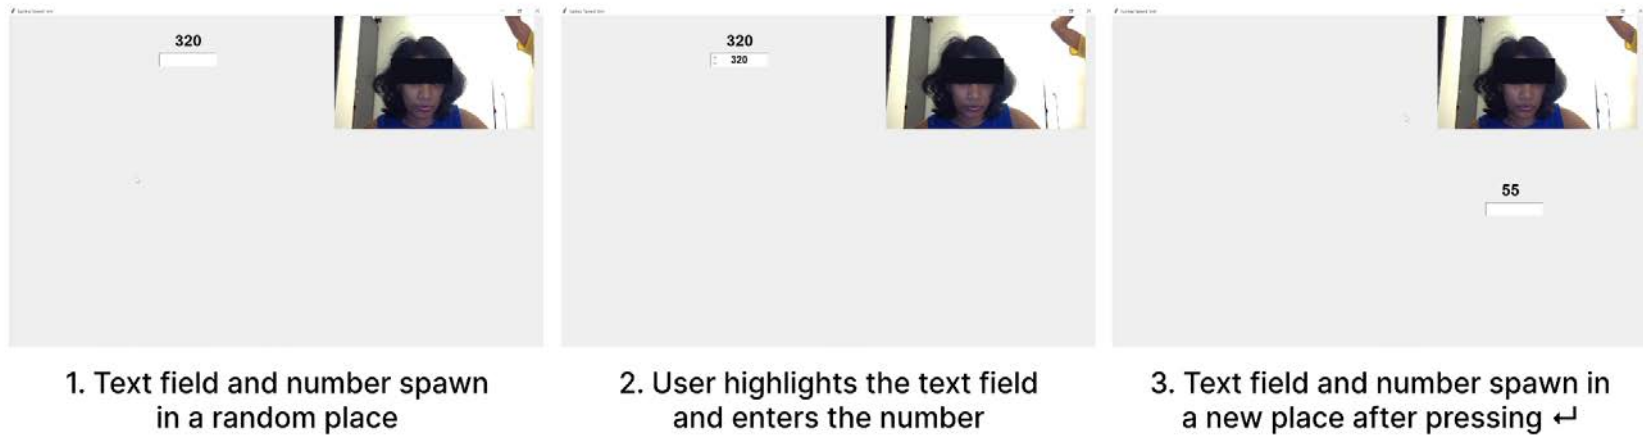 320
320
320
55
1. Text field and number spawn
in a random place
2. User highlights the text field
and enters the number
3. Text field and number spawn in
a new place after pressing ↵